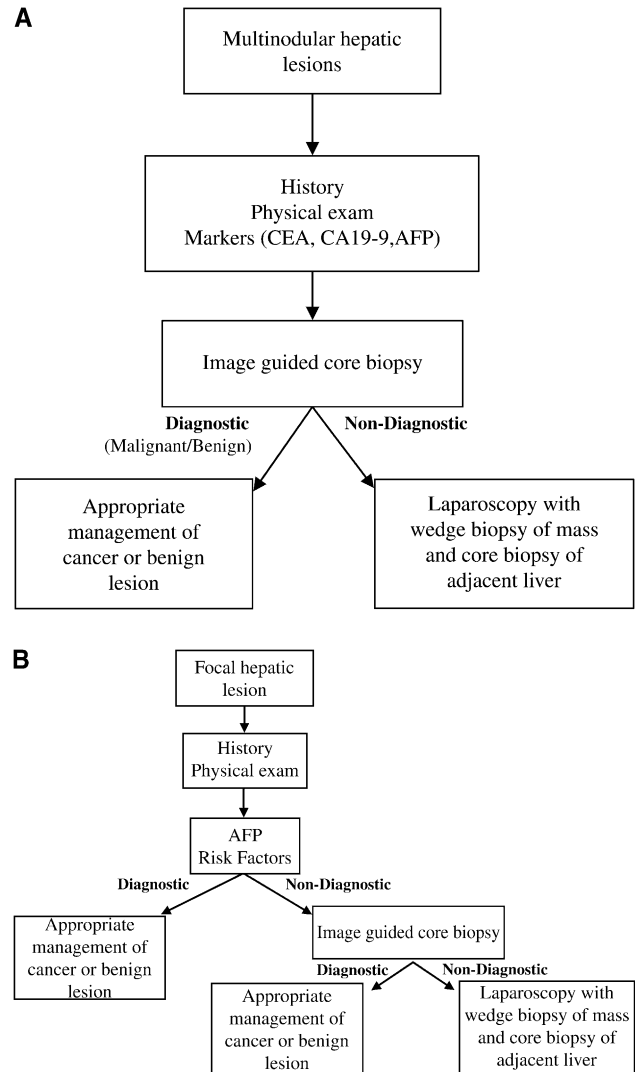 A
Multinodular hepatic
lesions
History
Physical exam
Markers (CEA, CA19-9,AFP)
Image guided core biopsy
Diagnostic
(Malignant/Benign)
Non-Diagnostic
Appropriate
management of
cancer or benign
lesion
Laparoscopy with
wedge biopsy of mass
and core biopsy of
adjacent liver
B
Focal hepatic
lesion
History
Physical exam
AFP
Risk Factors
Diagnostic
Non-Diagnostic
Appropriate
management of
cancer or benign
lesion
Image guided core biopsy
Diagnostic
Non-Diagnostic
Appropriate
management of
cancer or benign
lesion
Laparoscopy with
wedge biopsy of mass
and core biopsy of
adjacent liver